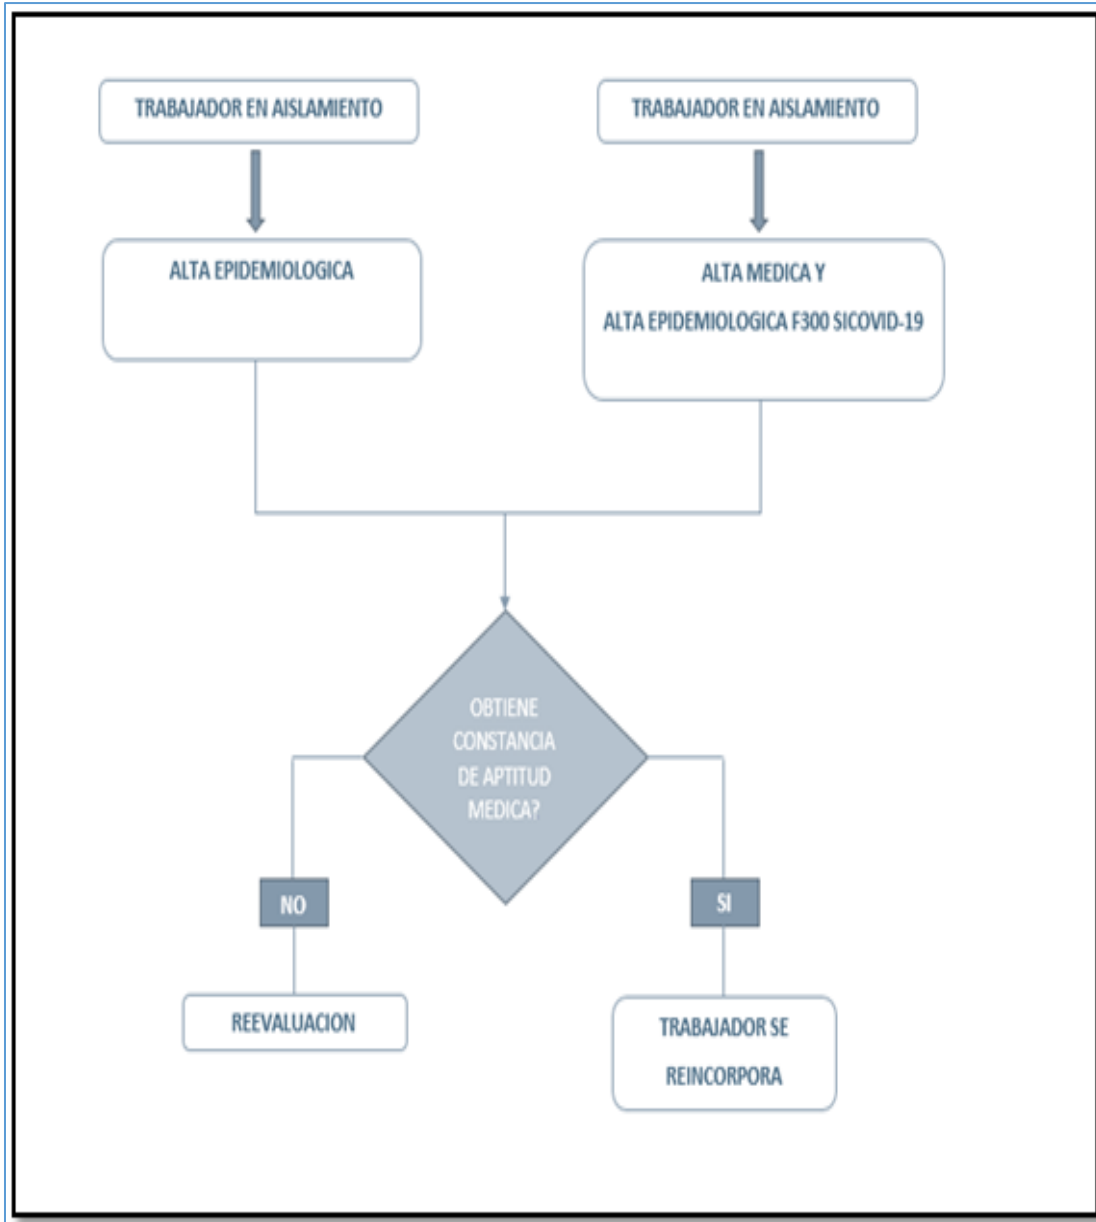 TRABAJADOR EN AISLAMIENTO
TRABAJADOR EN AISLAMIENTO
ALTA EPIDEMIOLOGICA
ALTA MEDICA Y
ALTA EPIDEMIOLOGICA F300 SICOVID-19
OBTIENE
CONSTANCIA
DE APTITUD
MEDICA?
NO
SI
REEVALUACION
TRABAJADOR SE
REINCORPORA